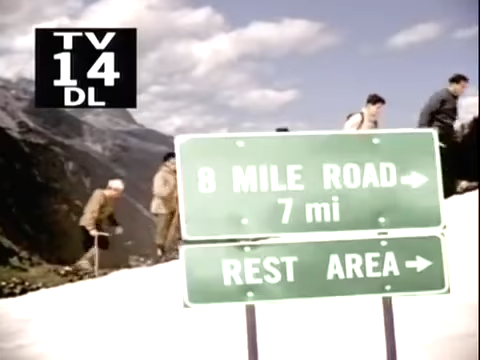 TV
14
DL
8 MILE ROAD →
7 mi
REST AREA →